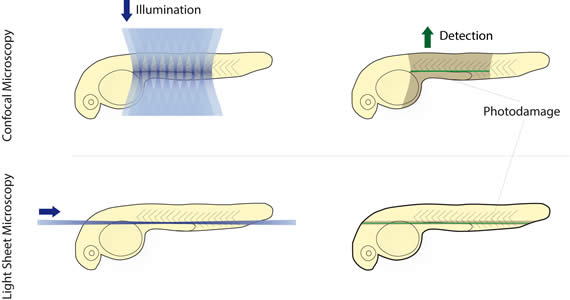 Illumination
Detection
Confocal Microscopy
Photodamage
Light Sheet Microscopy